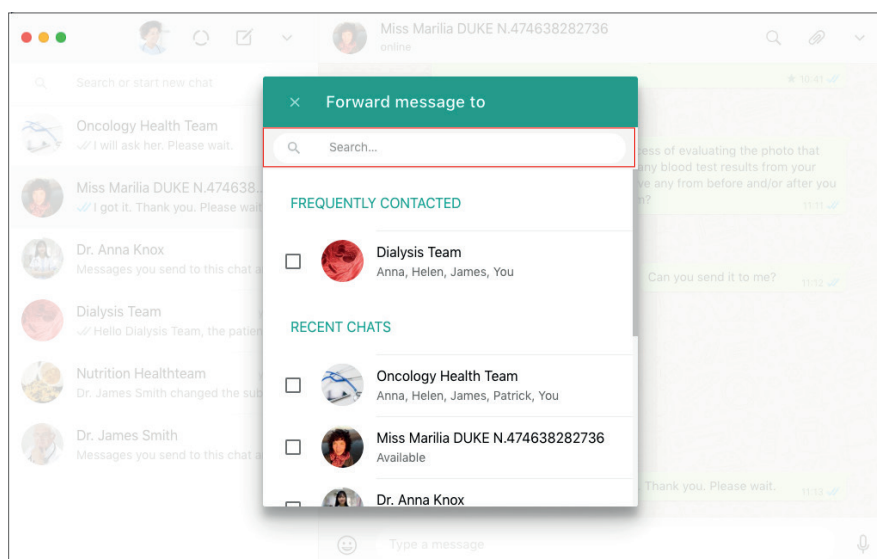 Miss Marilia DUKE N.474638282736
online
Search or start new chat
Oncology Health Team
I will ask her. Please wait.
Miss Marilia DUKE N.474638...
I got it. Thank you. Please wait
Dr. Anna Knox
Messages you send to this chat a
Dialysis Team
Hello Dialysis Team, the patien
Nutrition Healthteam
Dr. James Smith changed the sub
Dr. James Smith
Messages you send to this chat a
Forward message to
Search...
FREQUENTLY CONTACTED
Dialysis Team
Anna, Helen, James, You
RECENT CHATS
Oncology Health Team
Anna, Helen, James, Patrick, You
Miss Marilia DUKE N.474638282736
Available
Dr. Anna Knox
10:41
ess of evaluating the photo that
any blood test results from your
ve any from before and/or after you
n?
11:11
Can you send it to me?
11:12
Thank you. Please wait.
11:13
Type a message